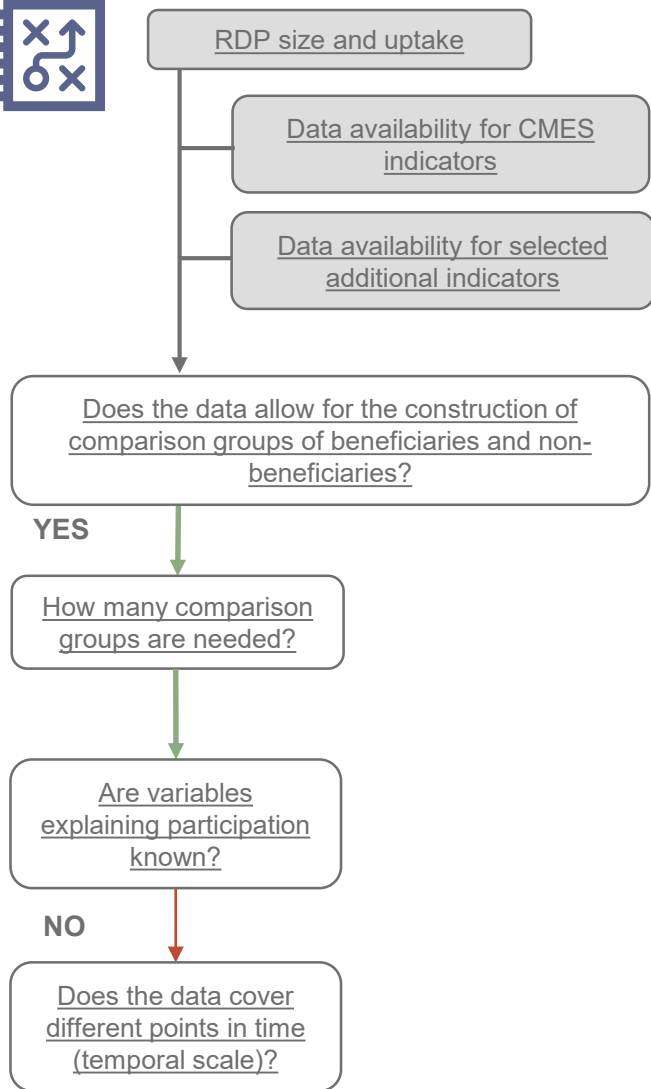 RDP size and uptake
Data availability for CMES
indicators
Data availability for selected
additional indicators
Does the data allow for the construction of
comparison groups of beneficiaries and non-
beneficiaries?
YES
How many comparison
groups are needed?
Are variables
explaining participation
known?
NO
Does the data cover
different points in time
(temporal scale)?